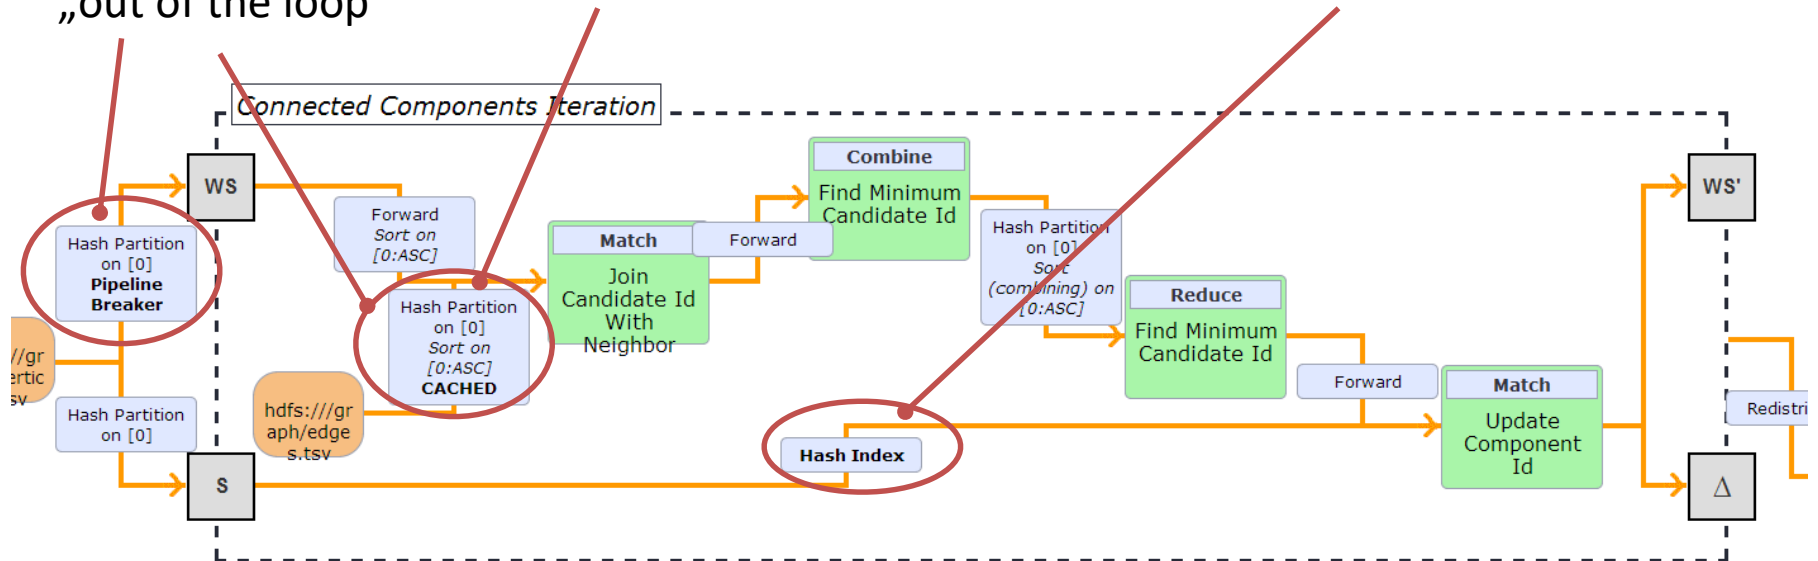 „out of the loop
Connected Components Iteration
WS
Hash Partition
on [0]
Pipeline
Breaker
//gr
ertic
sv
Hash Partition
on [0]
S
Forward
Sort on
[0:ASC]
Hash Partition
on [0]
Sort on
[0:ASC]
CACHED
hdfs:///gr
aph/edge
s.tsv
Match
Join
Candidate Id
With
Neighbor
Forward
Combine
Find Minimum
Candidate Id
Hash Partition
on [0]
Sort
(combining) on
[0:ASC]
Reduce
Find Minimum
Candidate Id
Hash Index
Forward
Match
Update
Component
Id
WS'
Δ
Redistri